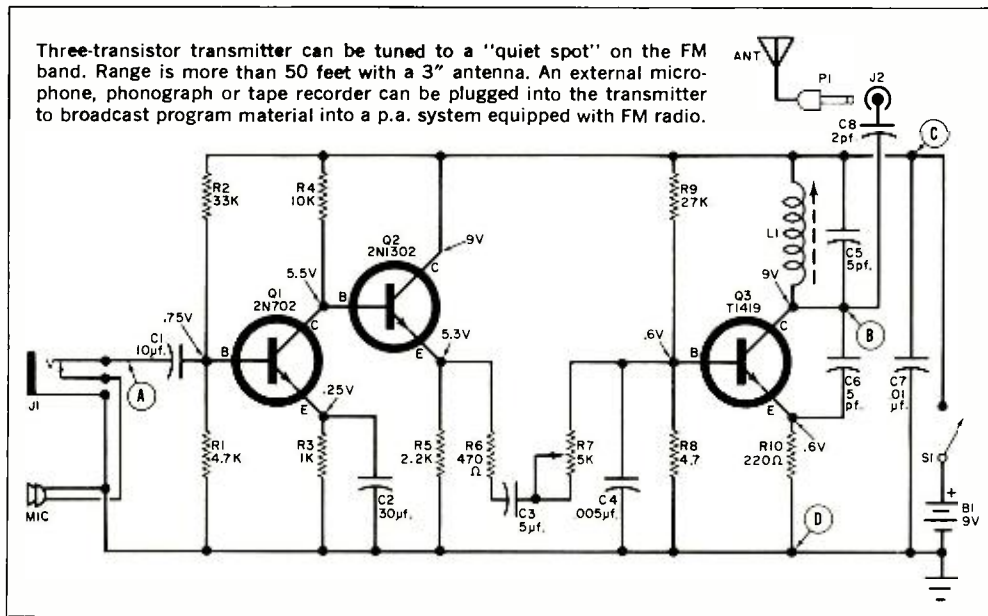 Three-transistor transmitter can be tuned to a "quiet spot" on the FM
band. Range is more than 50 feet with a 3" antenna. An external micro-
phone, phonograph or tape recorder can be plugged into the transmitter
to broadcast program material into a p.a. system equipped with FM radio.
ANT
P1
J2
C8
2pf.
C
R2
33K
R4
10K
R9
27K
Q2
2N1302
9V
C
L1
C5
5pf.
5.5V
B
E
Q1
2N702
C
5.3V
9V
Q3
T1419
C
B
.75V
C1
10µf.
B
E
.25V
.6V
B
E
C6
5
pf.
C7
.01
µf.
J1
A
R1
4.7K
R3
1K
C2
30µf.
R5
2.2K
R6
470
Ω
C3
5µf.
R7
5K
C4
.005µf.
R8
4.7
R10
220Ω
.6V
S1
MIC
D
+
B1
9V